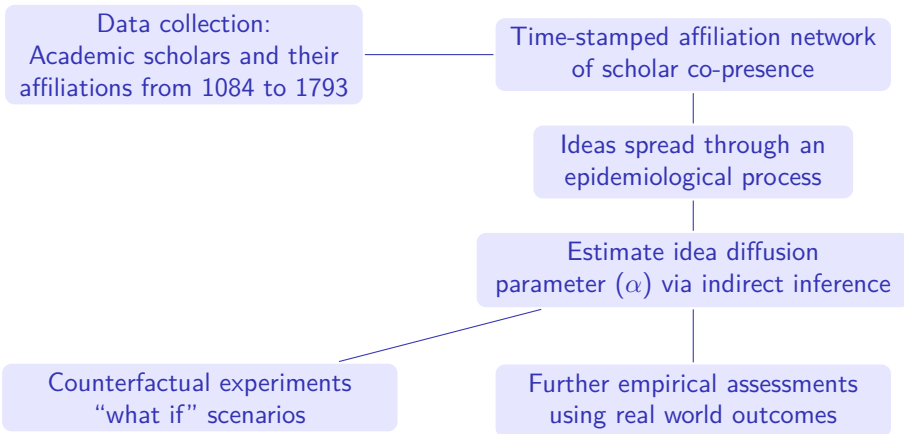 Data collection:
Academic scholars and their
affiliations from 1084 to 1793
Time-stamped affiliation network
of scholar co-presence
Ideas spread through an
epidemiological process
Estimate idea diffusion
parameter (α) via indirect inference
Counterfactual experiments
“what if” scenarios
Further empirical assessments
using real world outcomes